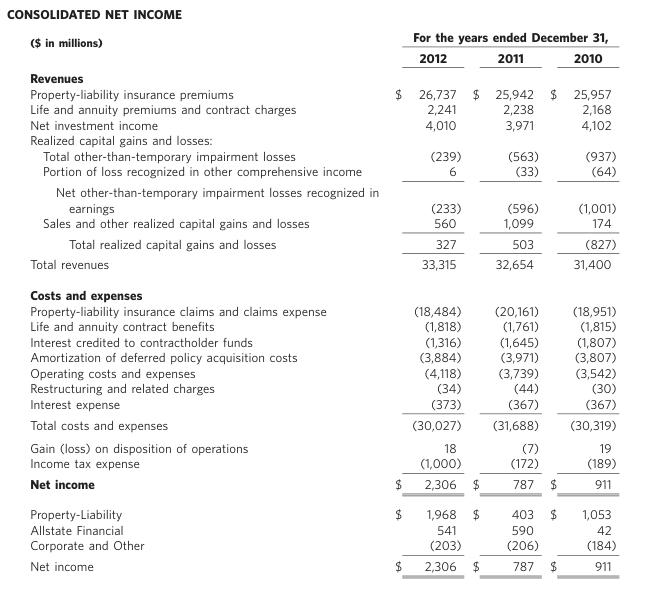 CONSOLIDATED NET INCOME
($ in millions) For the years ended December 31,
2012 2011 2010
Revenues
Property-liability insurance premiums $ 26,737 $ 25,942 $ 25,957
Life and annuity premiums and contract charges 2,241 2,238 2,168
Net investment income 4,010 3,971 4,102
Realized capital gains and losses:
Total other-than-temporary impairment losses (239) (563) (937)
Portion of loss recognized in other comprehensive income 6 (33) (64)
Net other-than-temporary impairment losses recognized in
earnings (233) (596) (1,001)
Sales and other realized capital gains and losses 560 1,099 174
Total realized capital gains and losses 327 503 (827)
Total revenues 33,315 32,654 31,400
Costs and expenses
Property-liability insurance claims and claims expense (18,484) (20,161) (18,951)
Life and annuity contract benefits (1,818) (1,761) (1,815)
Interest credited to contractholder funds (1,316) (1,645) (1,807)
Amortization of deferred policy acquisition costs (3,884) (3,971) (3,807)
Operating costs and expenses (4,118) (3,739) (3,542)
Restructuring and related charges (34) (44) (30)
Interest expense (373) (367) (367)
Total costs and expenses (30,027) (31,688) (30,319)
Gain (loss) on disposition of operations 18 (7) 19
Income tax expense (1,000) (172) (189)
Net income $ 2,306 $ 787 $ 911
Property-Liability $ 1,968 $ 403 $ 1,053
Allstate Financial 541 590 42
Corporate and Other (203) (206) (184)
Net income $ 2,306 $ 787 $ 911